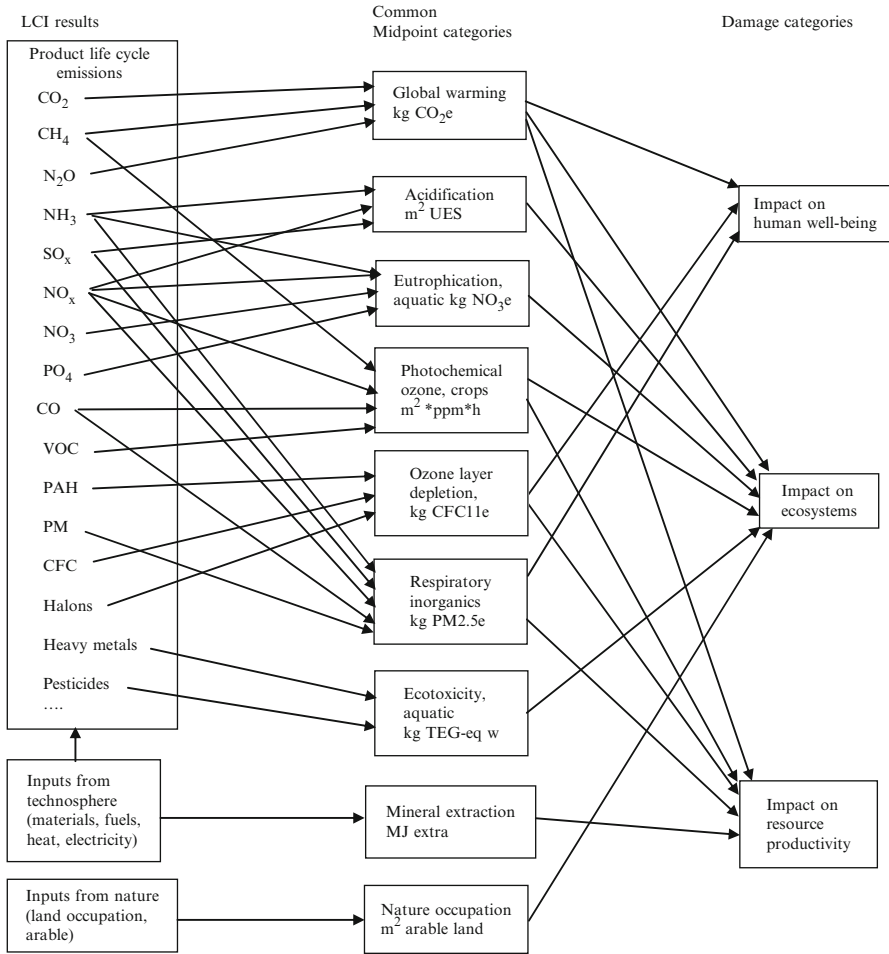 LCI results
Common
Midpoint categories
Damage categories
Product life cycle
emissions
CO2
CH4
N2O
NH3
SOx
NOx
NO3
PO4
CO
VOC
PAH
PM
CFC
Halons
Heavy metals
Pesticides
....
Inputs from
technosphere
(materials, fuels,
heat, electricity)
Inputs from nature
(land occupation,
arable)
Global warming
kg CO2e
Acidification
m2 UES
Eutrophication,
aquatic kg NO3e
Photochemical
ozone, crops
m2 *ppm*h
Ozone layer
depletion,
kg CFC11e
Respiratory
inorganics
kg PM2.5e
Ecotoxicity,
aquatic
kg TEG-eq w
Mineral extraction
MJ extra
Nature occupation
m2 arable land
Impact on
human well-being
Impact on
ecosystems
Impact on
resource
productivity